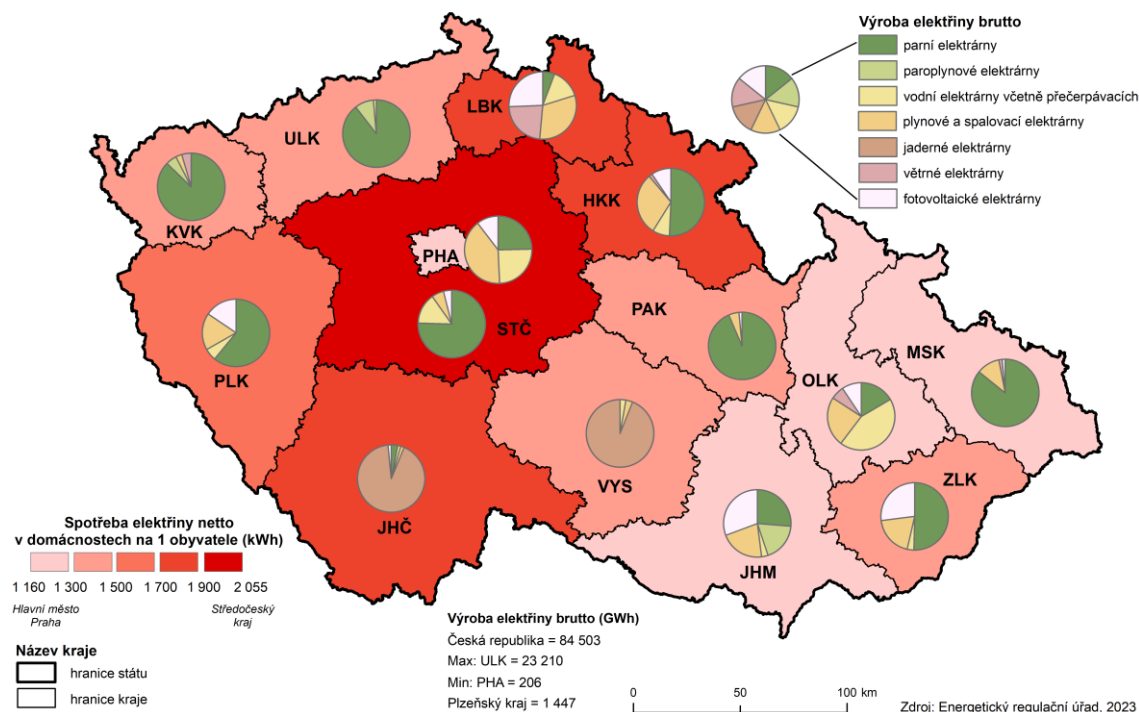 Výroba elektřiny brutto
parní elektrárny
paroplynové elektrárny
vodní elektrárny včetně přečerpávacích
plynové a spalovací elektrárny
jaderné elektrárny
větrné elektrárny
fotovoltaické elektrárny
LBK
ULK
HKK
KVK
PHA
PAK
STČ
MSK
OLK
PLK
ZLK
VYS
JHČ
JHM
Spotřeba elektřiny netto
v domácnostech na 1 obyvatele (kWh)
1 160 1 300 1 500 1 700 1 900 2 055
Hlavní město Středočeský
Praha kraj
Název kraje
hranice státu
hranice kraje
Výroba elektřiny brutto (GWh)
Česká republika = 84 503
Max: ULK = 23 210
Min: PHA = 206
Plzeňský kraj = 1 447
0 50 100 km
Zdroj: Energetický regulační úřad, 2023